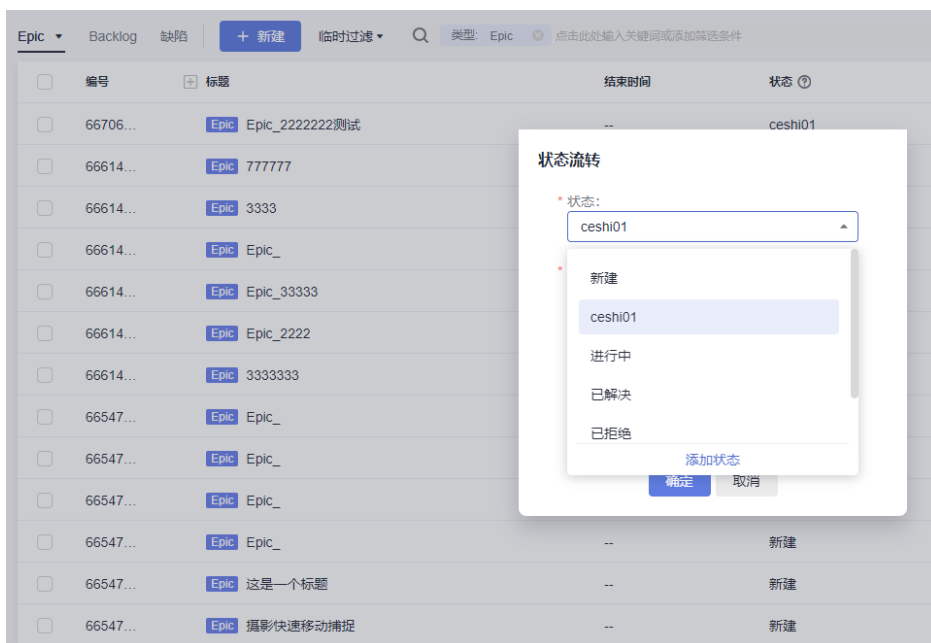 Epic Backlog 缺陷 + 新建 临时过滤 类型: Epic 点击此处输入关键词或添加筛选条件
编号 标题 结束时间 状态
66706... Epic Epic_2222222测试 -- ceshi01
66614... Epic 777777
66614... Epic 3333
66614... Epic Epic_
66614... Epic Epic_33333
66614... Epic Epic_2222
66614... Epic 3333333
66547... Epic Epic_
66547... Epic Epic_
66547... Epic Epic_
66547... Epic Epic_ -- 新建
66547... Epic 这是一个标题 -- 新建
66547... Epic 摄影快速移动捕捉 -- 新建
状态流转
* 状态:
ceshi01
*
新建
ceshi01
进行中
已解决
已拒绝
添加状态
确定 取消